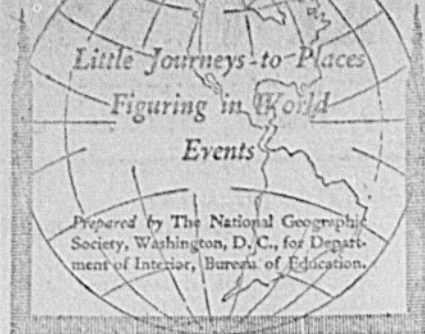 Little Journeys to Places
Figuring in World
Events
Prepared by The National Geographic
Society, Washington, D. C., for Depart-
ment of Interior, Bureau of Education.